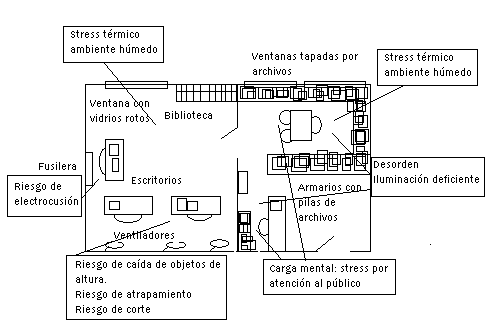 Stress térmico
ambiente húmedo
Ventanas tapadas por
archivos
Stress térmico
ambiente húmedo
Ventana con
vidrios rotos
Biblioteca
Fusilera
Riesgo de
electrocusión
Escritorios
Desorden
Iluminación deficiente
Armarios con
pilas de
archivos
Ventiladores
Riesgo de caída de objetos de
altura.
Riesgo de atrapamiento
Riesgo de corte
Carga mental: stress por
atención al público